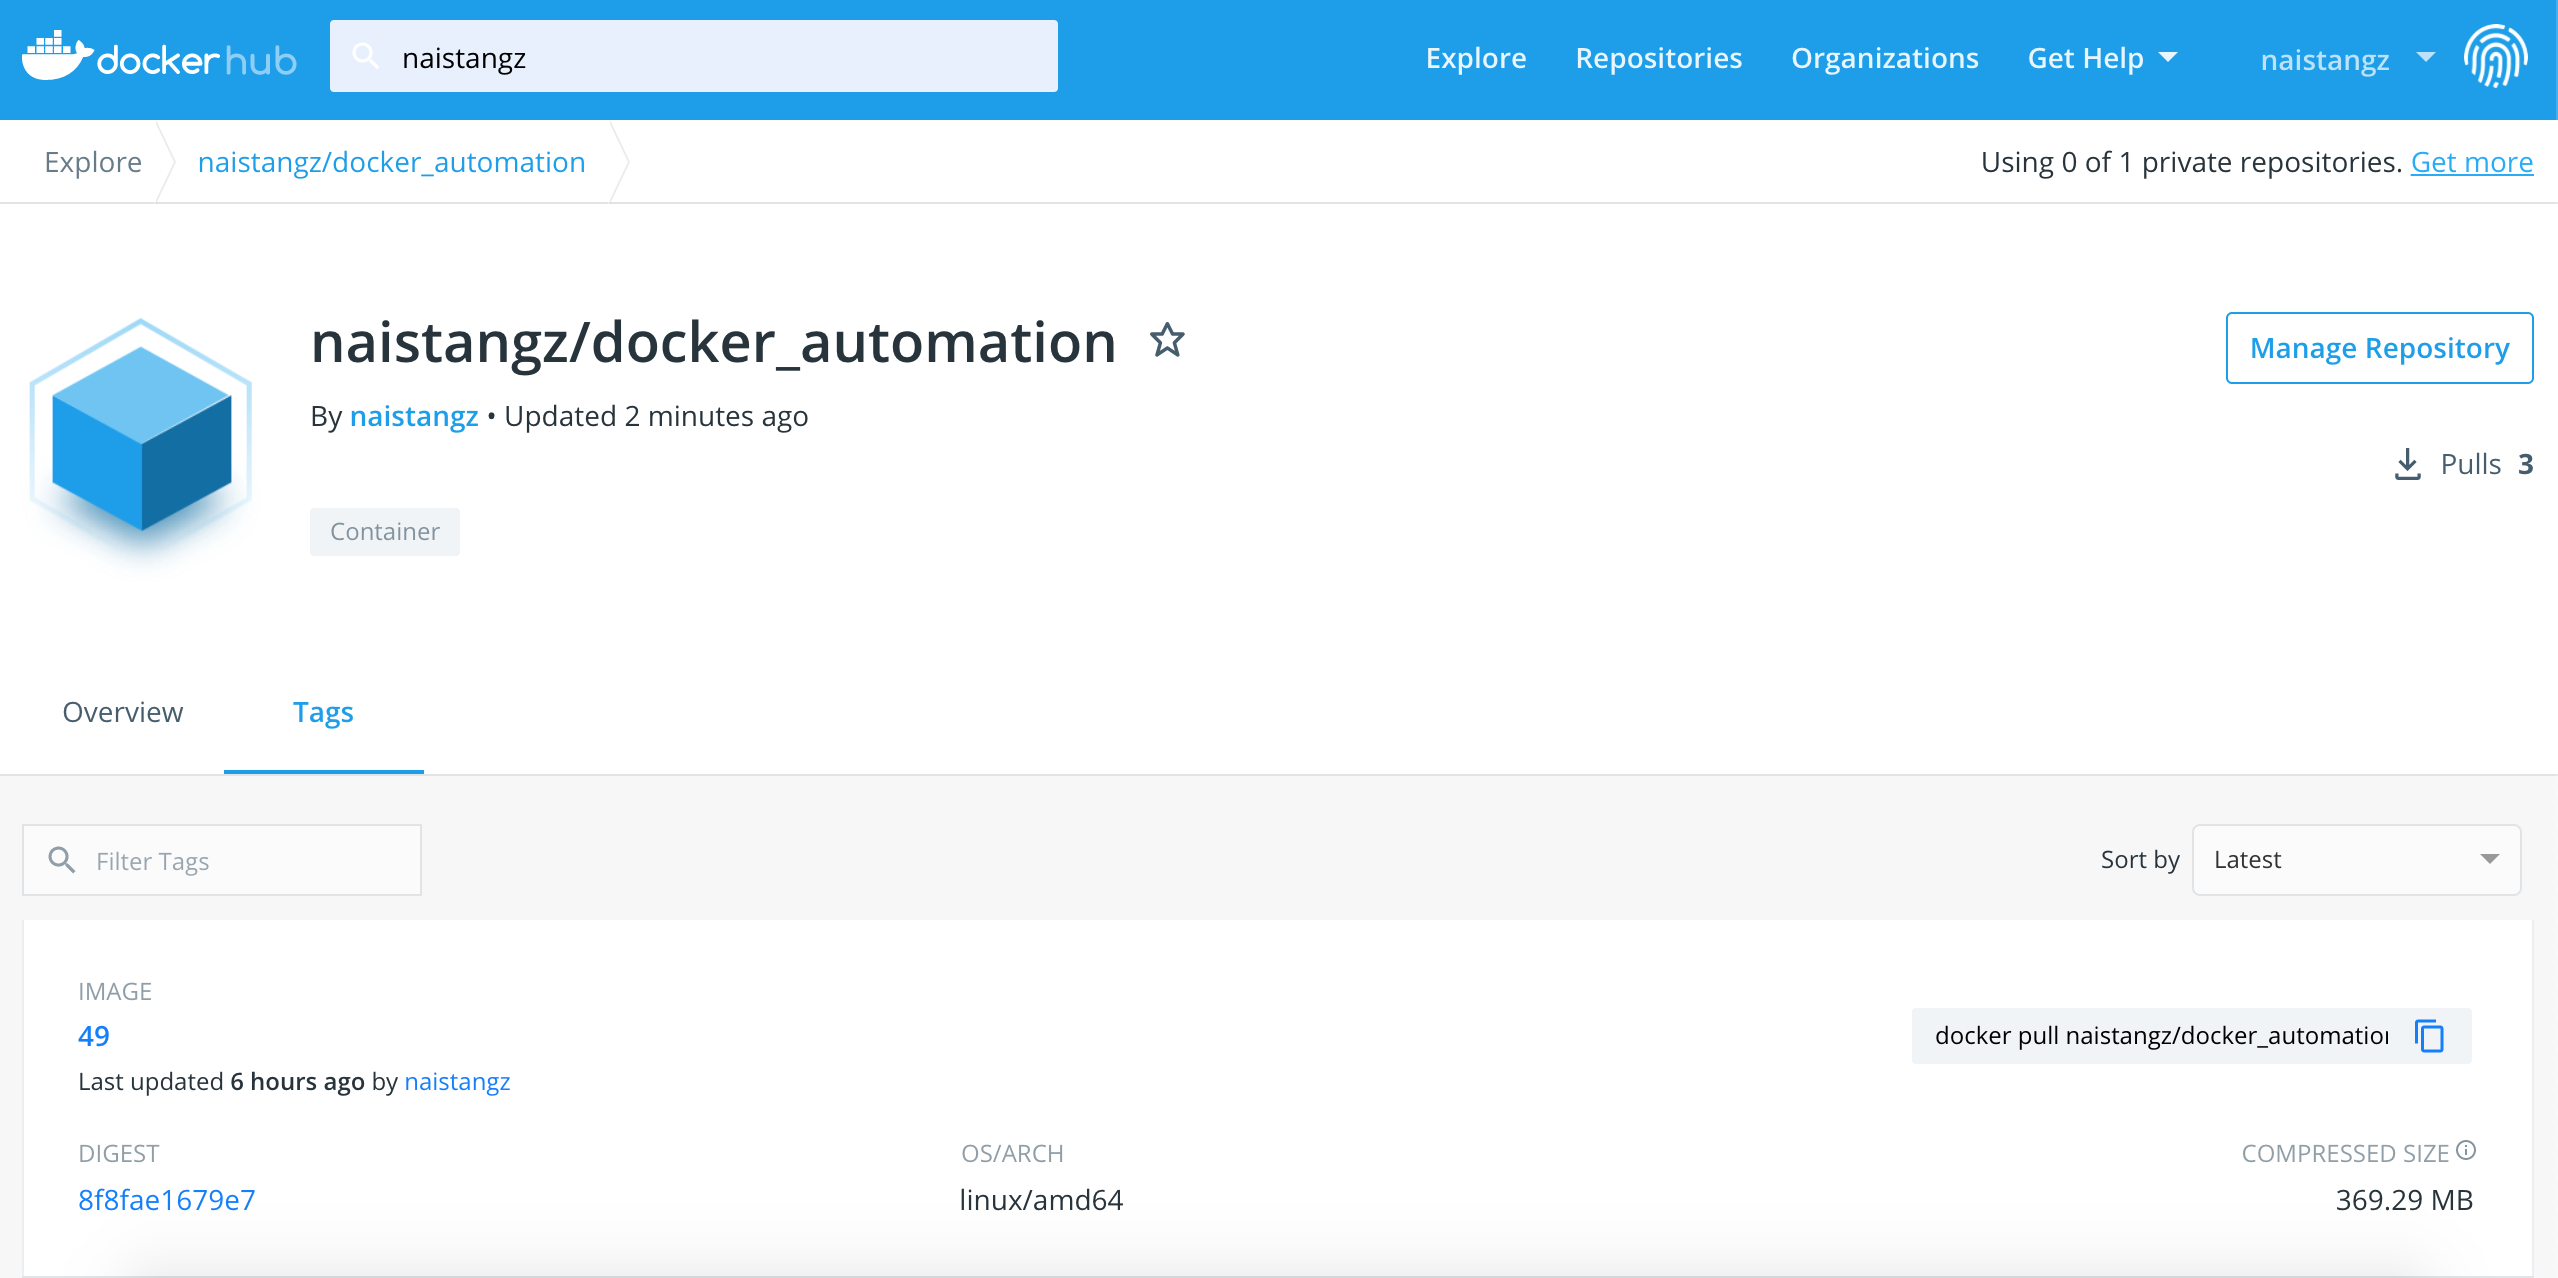 dockerhub
naistangz
Explore
Repositories
Organizations
Get Help
naistangz
Explore
naistangz/docker_automation
Using 0 of 1 private repositories. Get more
naistangz/docker_automation
Manage Repository
By naistangz • Updated 2 minutes ago
Pulls 3
Container
Overview
Tags
Filter Tags
Sort by
Latest
IMAGE
49
docker pull naistangz/docker_automation
Last updated 6 hours ago by naistangz
DIGEST
OS/ARCH
COMPRESSED SIZE
8f8fae1679e7
linux/amd64
369.29 MB